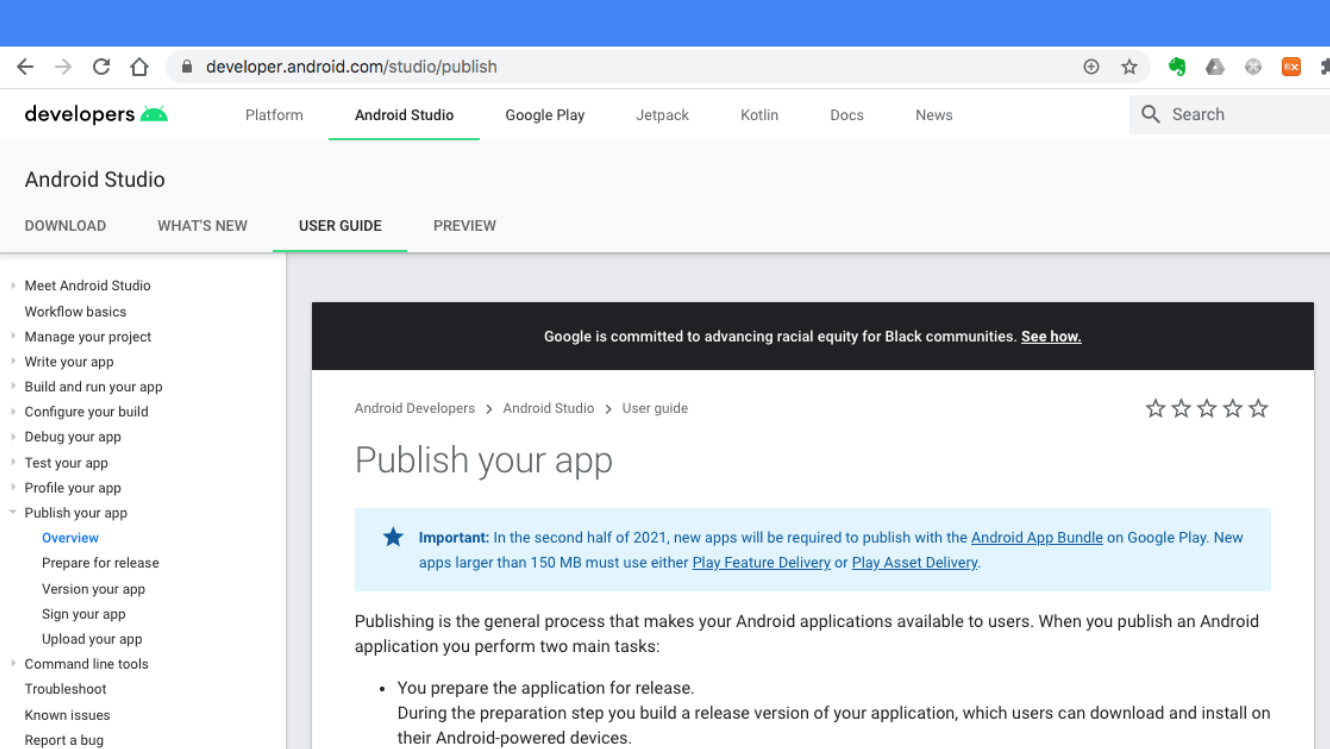 developer.android.com/studio/publish
EX
developers
Platform
Android Studio
Google Play
Jetpack
Kotlin
Docs
News
Search
Android Studio
DOWNLOAD
WHAT'S NEW
USER GUIDE
PREVIEW
Meet Android Studio
Workflow basics
Manage your project
Write your app
Build and run your app
Configure your build
Debug your app
Test your app
Profile your app
Publish your app
Overview
Prepare for release
Version your app
Sign your app
Upload your app
Command line tools
Troubleshoot
Known issues
Report a bug
Google is committed to advancing racial equity for Black communities. See how.
Android Developers > Android Studio > User guide
Publish your app
Important: In the second half of 2021, new apps will be required to publish with the Android App Bundle on Google Play. New
apps larger than 150 MB must use either Play Feature Delivery or Play Asset Delivery.
Publishing is the general process that makes your Android applications available to users. When you publish an Android
application you perform two main tasks:
• You prepare the application for release.
During the preparation step you build a release version of your application, which users can download and install on
their Android-powered devices.